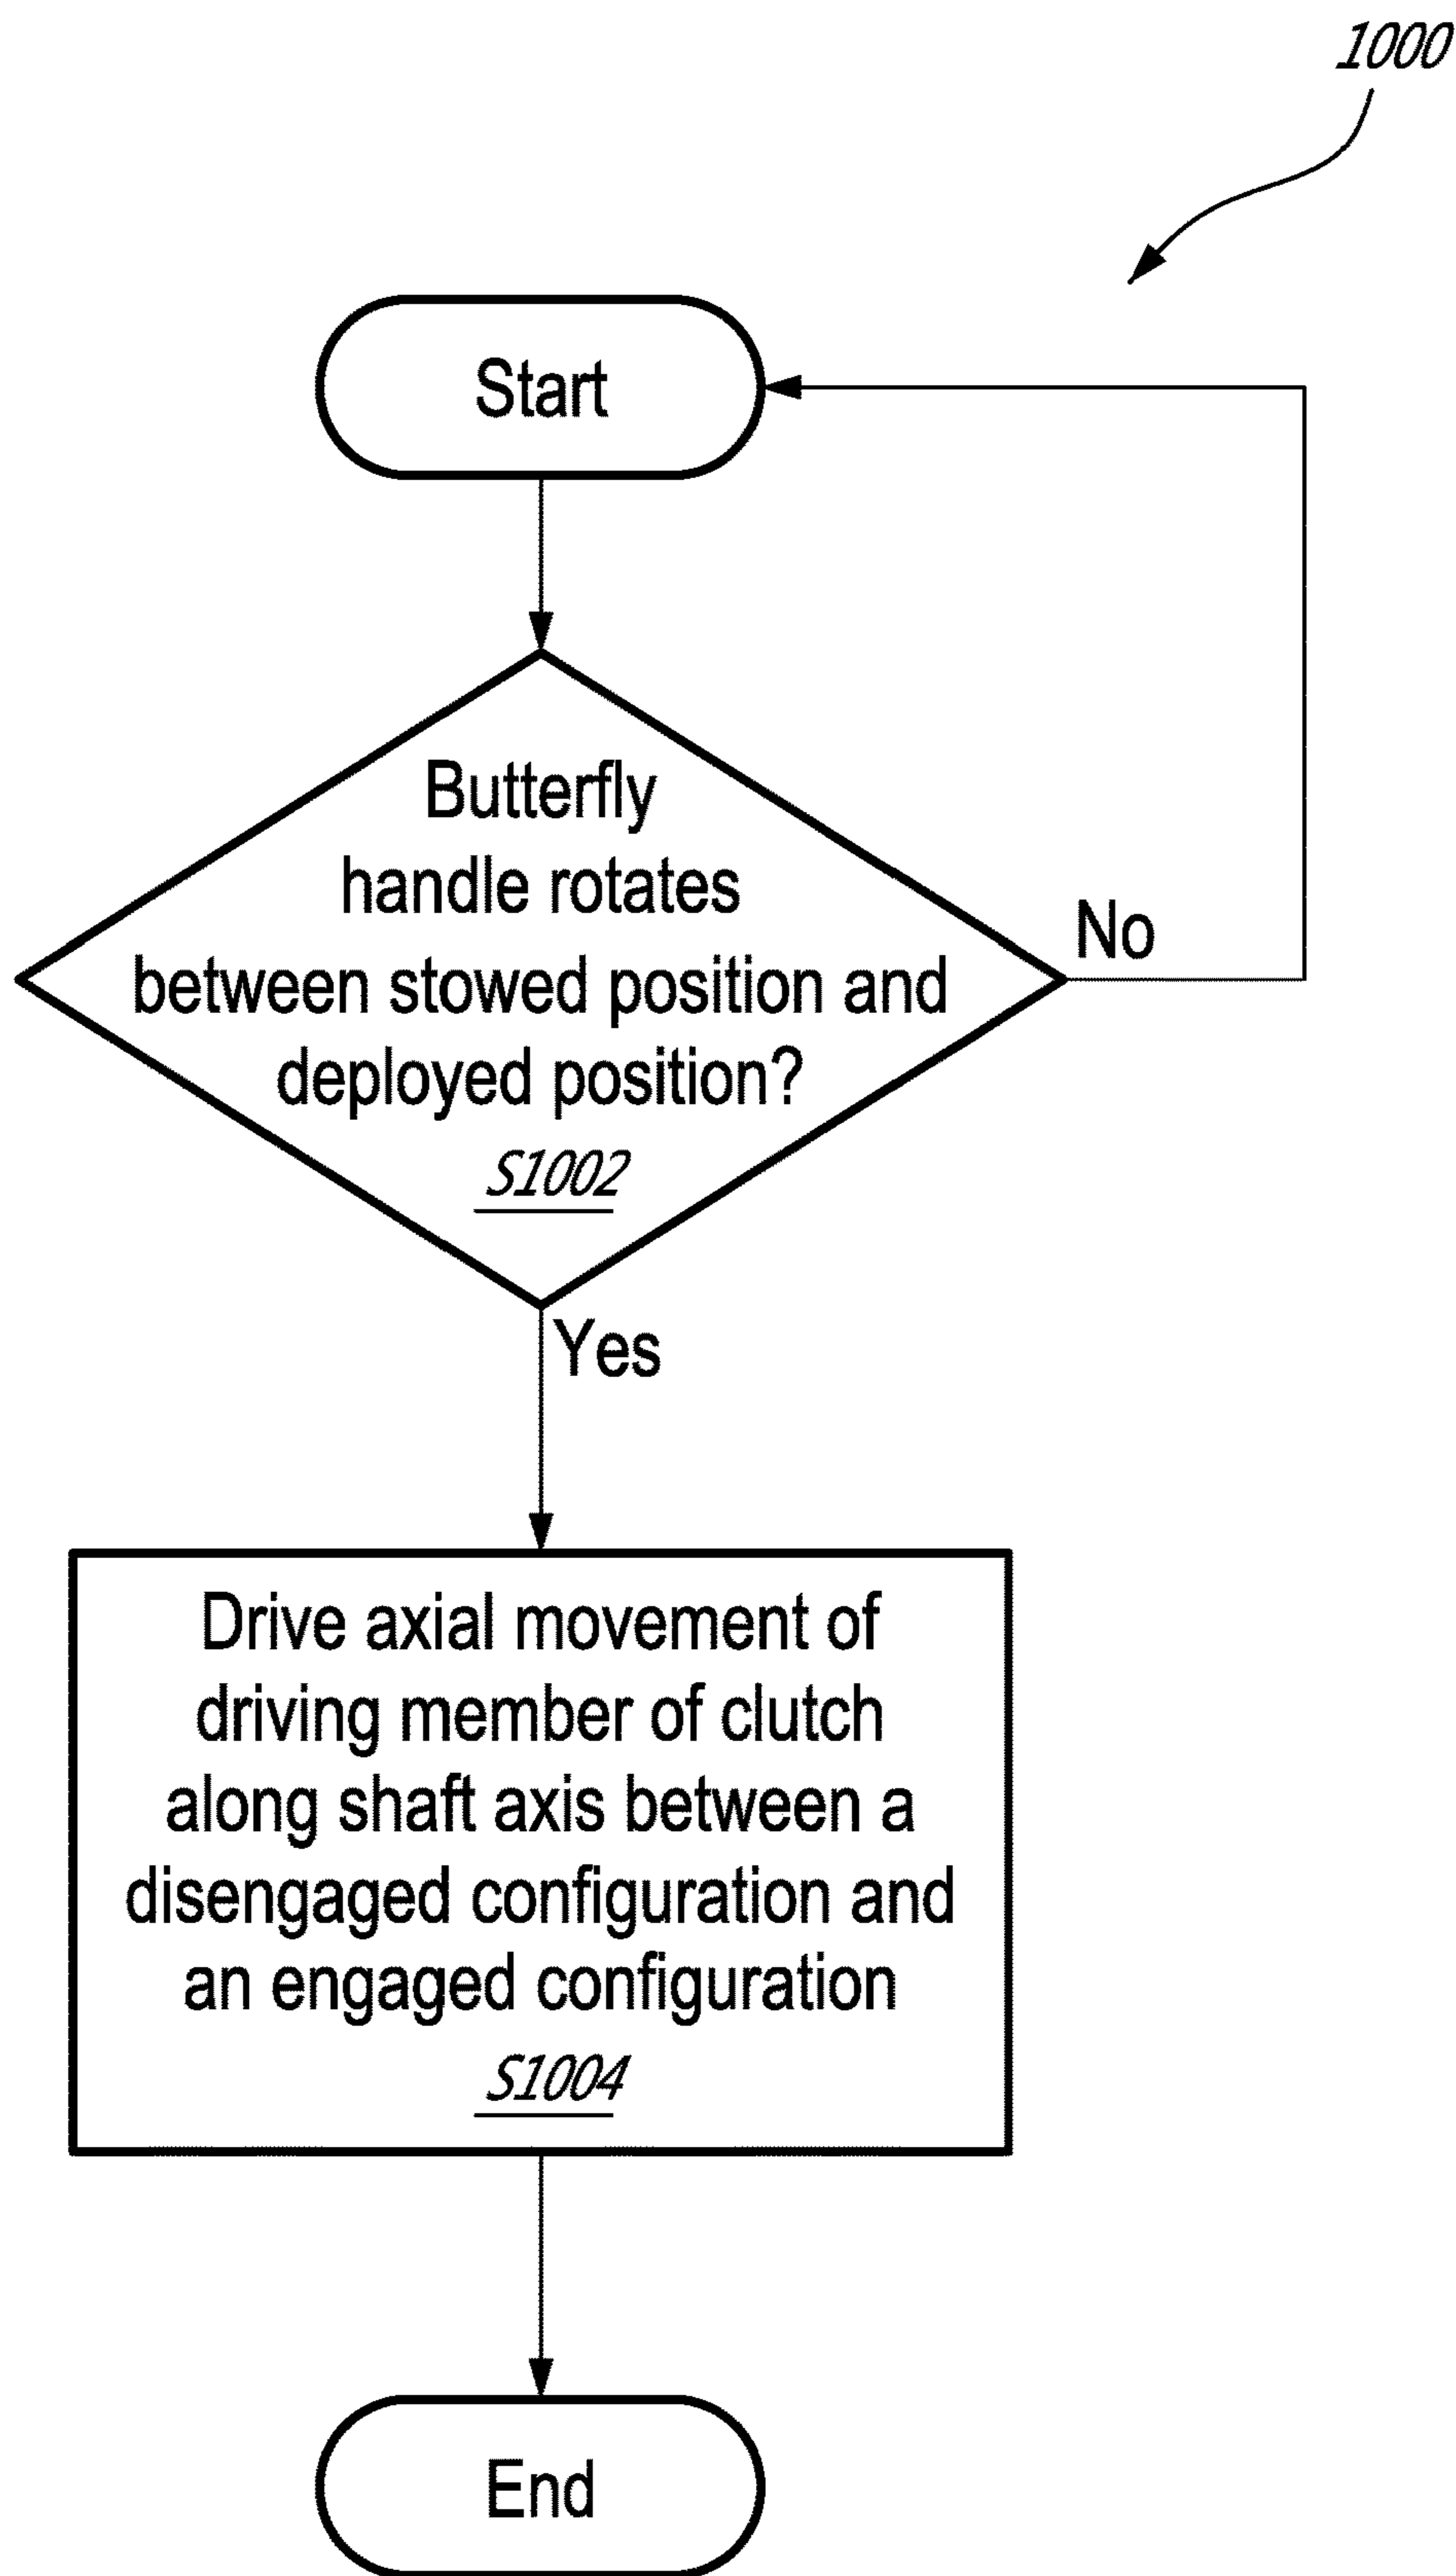 1000
Start
Butterfly
handle rotates
between stowed position and
deployed position?
S1002
No
Yes
Drive axial movement of
driving member of clutch
along shaft axis between a
disengaged configuration and
an engaged configuration
S1004
End